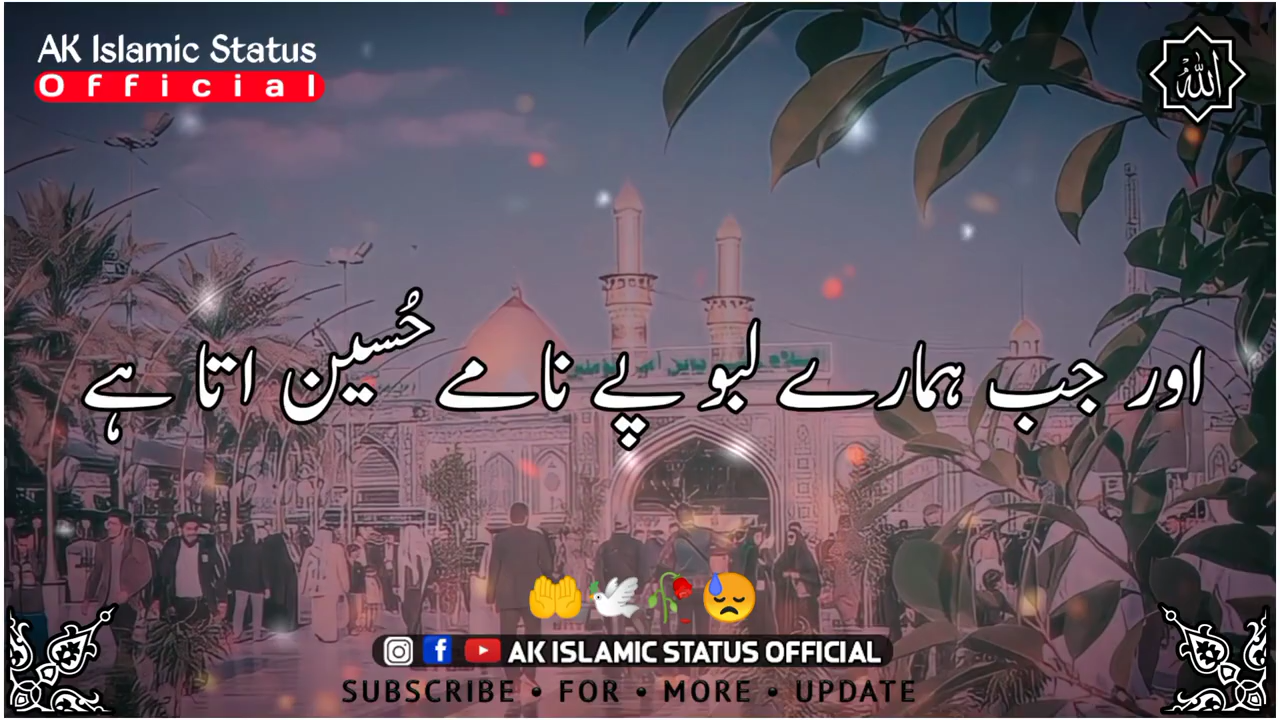 AK Islamic Status
Official
الله
اور جب ہمارے لبو پے نامے حُسین اتا ہے
AK ISLAMIC STATUS OFFICIAL
SUBSCRIBE • FOR • MORE • UPDATE